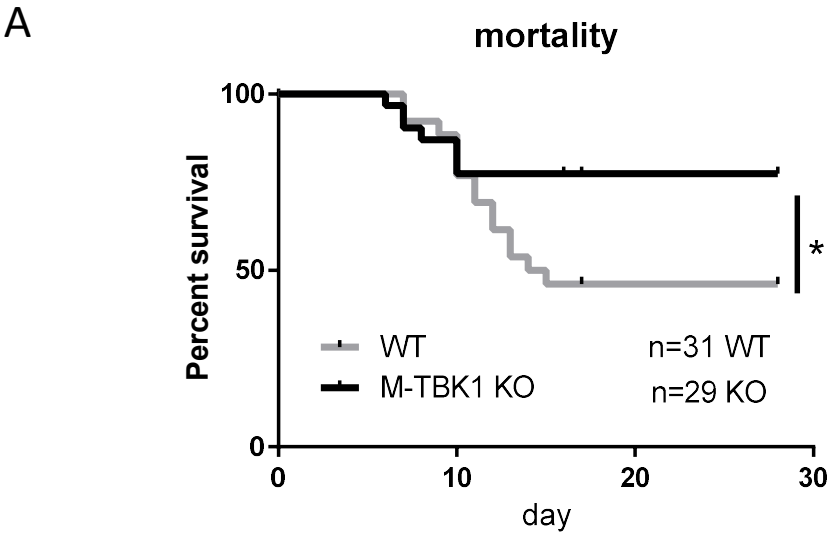 A
mortality
Percent survival
100
50
0
0 10 20 30
day
WT
M-TBK1 KO
n=31 WT
n=29 KO
*